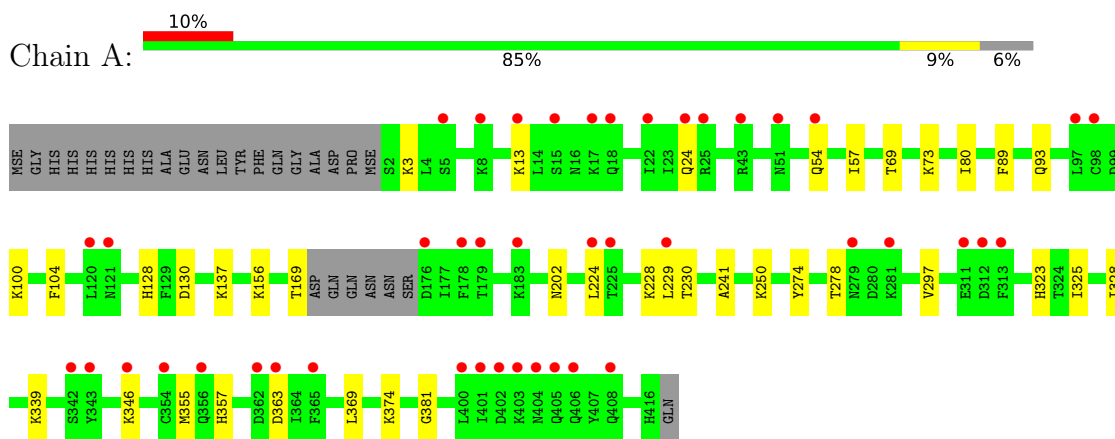 10%
Chain A:
85% 9% 6%
MSE GLY HIS HIS HIS HIS HIS HIS ALA GLU ASN LEU TYR PHE GLN GLY ALA ASP PRO MSE S2 K3 L4 S5 K8 K13 L14 S15 N16 K17 Q18 I22 I23 Q24 R25 R43 N51 Q54 I57 T69 K73 I80 F89 Q93 L97 C98 D99
K100 F104 L120 N121 H128 F129 D130 K137 K156 T169 ASP GLN GLN ASN ASN SER D176 I177 F178 T179 K183 N202 L224 T225 K228 L229 T230 A241 K250 Y274 T278 N279 D280 K281 V297 E311 D312 F313 H323 T324 I325
K339 S342 Y343 K346 C354 M355 Q356 H357 D362 D363 I364 F365 L369 K374 G381 L400 I401 D402 K403 N404 Q405 Q406 Y407 Q408 H416 GLN